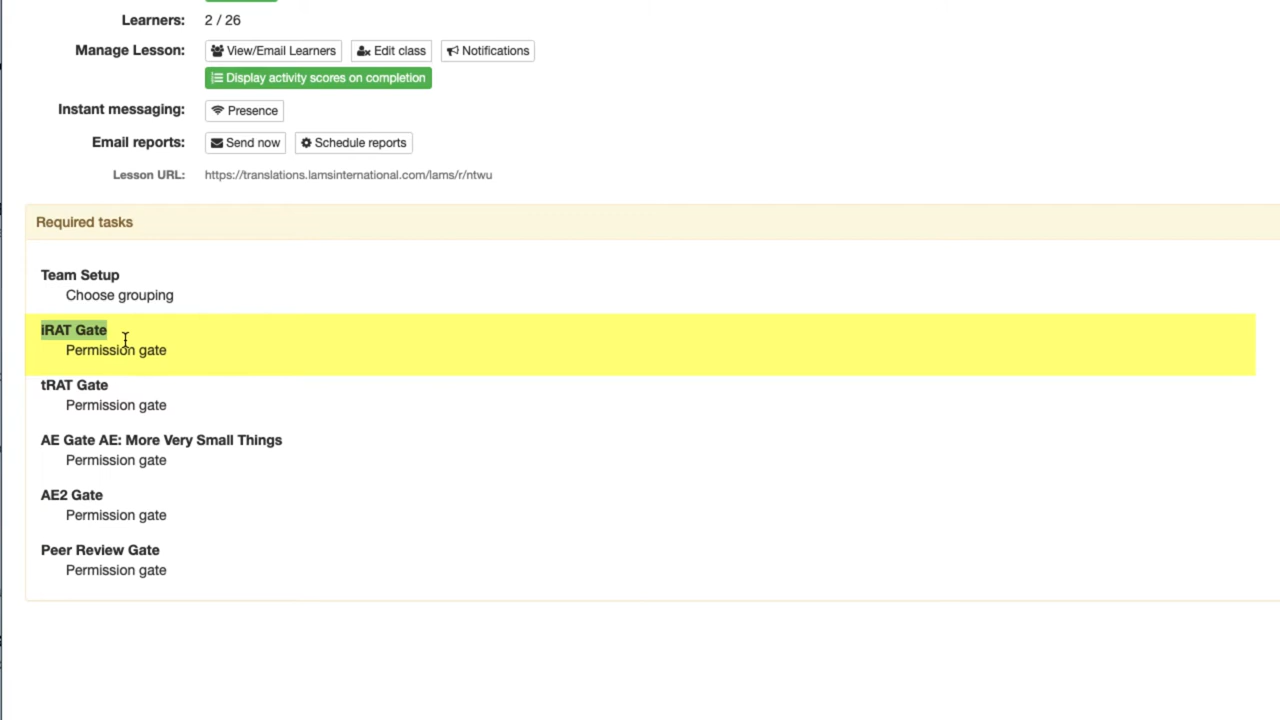 Learners: 2 / 26
Manage Lesson: View/Email Learners Edit class Notifications
Display activity scores on completion
Instant messaging: Presence
Email reports: Send now Schedule reports
Lesson URL: https://translations.lamsinternational.com/lams/r/ntwu
Required tasks
Team Setup
Choose grouping
iRAT Gate
Permission gate
tRAT Gate
Permission gate
AE Gate AE: More Very Small Things
Permission gate
AE2 Gate
Permission gate
Peer Review Gate
Permission gate